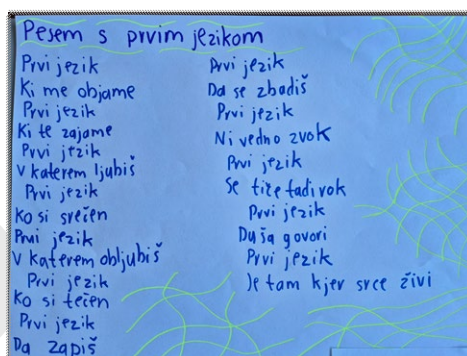 Pesem s prvim jezikom
Prvi jezik
Ki me objame
Prvi jezik
Ki te zajame
Prvi jezik
V katerem ljubiš
Prvi jezik
Ko si srečen
Prvi jezik
V katerem obljubiš
Prvi jezik
Ko si tečen
Prvi jezik
Da zapiš
Prvi jezik
Da se zbadiš
Prvi jezik
Ni vedno zvok
Prvi jezik
Se tiče tadi rok
Prvi jezik
Duša govori
Prvi jezik
Je tam kjer srce živi